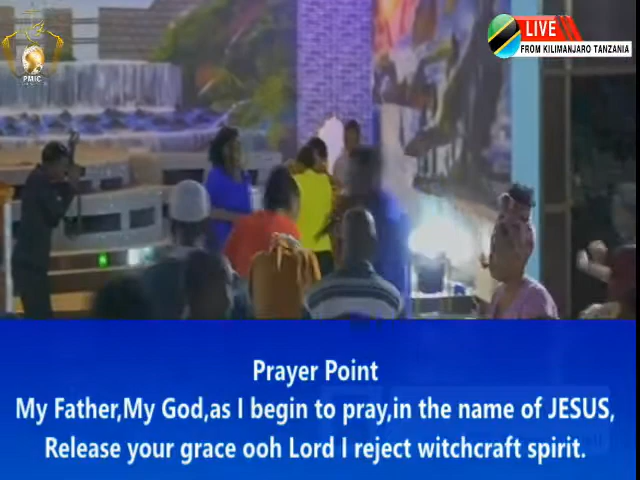 PMIC
LIVE
FROM KILIMANJARO TANZANIA
Prayer Point
My Father,My God,as I begin to pray,in the name of JESUS,
Release your grace ooh Lord I reject witchcraft spirit.